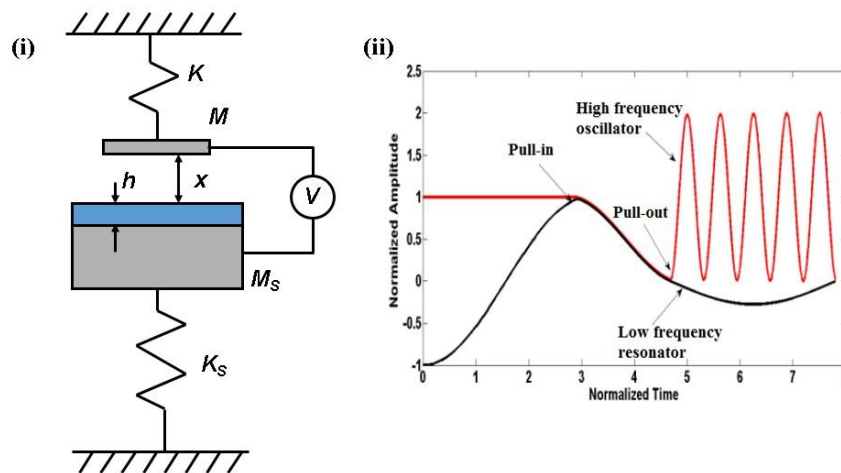 (i)
K
M
h
x
V
M_S
K_S
(ii)
2.5
2
1.5
1
0.5
0
-0.5
-1
Normalized Amplitude
High frequency
oscillator
Pull-in
Pull-out
Low frequency
resonator
0 1 2 3 4 5 6 7
Normalized Time